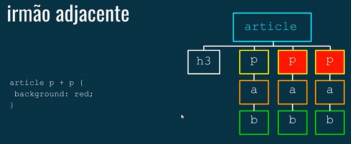 irmão adjacente
article
h3 p p p
article p + p {
background: red;
}
a a a
b b b